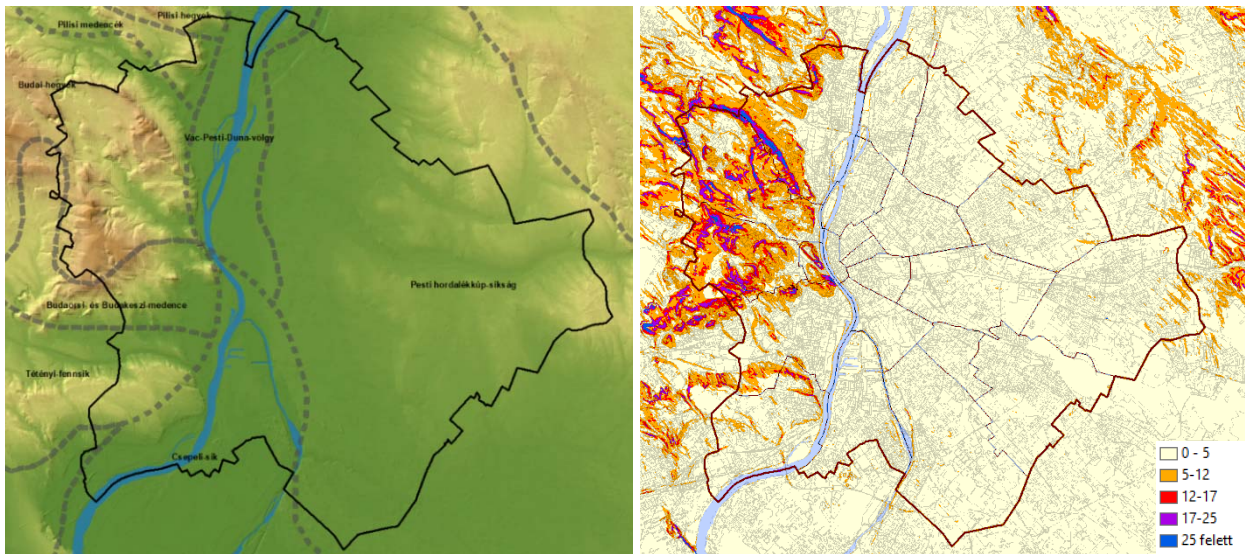 Pilisi-hegyek
Pilisi medencék
Budai-hegyek
Vác-Pesti-Duna-völgy
Pesti hordalékkúp-síkság
Budaörsi- és Budakeszi-medence
Tétényi-fennsík
Csepeli-sík
0 - 5
5-12
12-17
17-25
25 felett